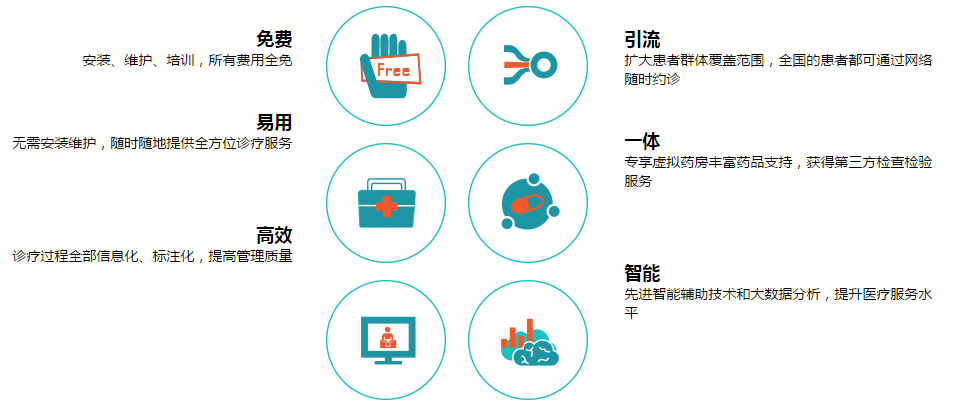 免费
安装、维护、培训，所有费用全免
易用
无需安装维护，随时随地提供全方位诊疗服务
高效
诊疗过程全部信息化、标注化，提高管理质量
Free
引流
扩大患者群体覆盖范围，全国的患者都可通过网络
随时约诊
一体
专享虚拟药房丰富药品支持，获得第三方检查检验
服务
智能
先进智能辅助技术和大数据分析，提升医疗服务水
平